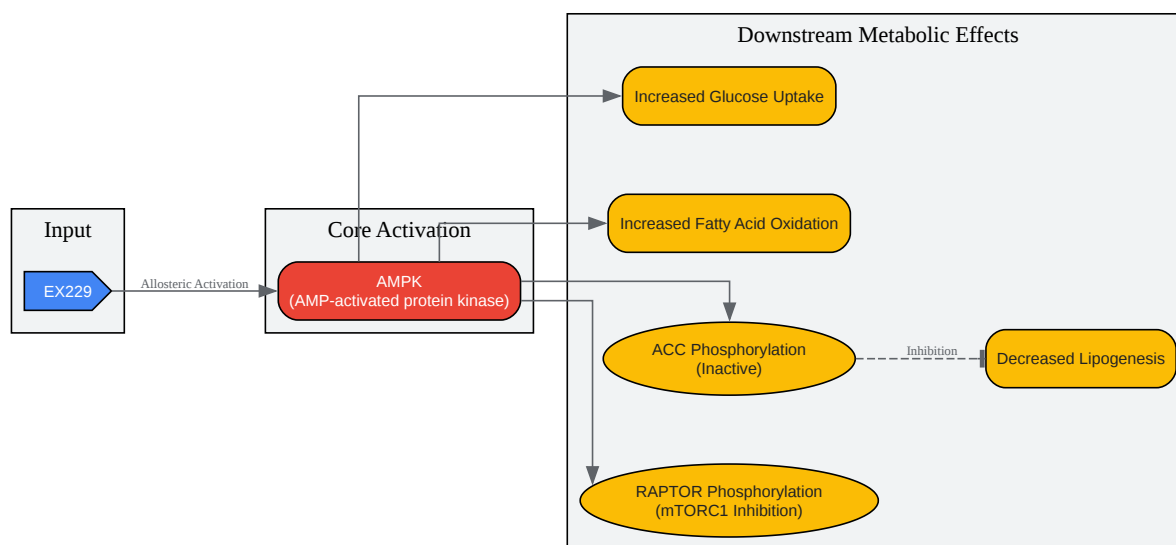 Downstream Metabolic Effects
Increased Glucose Uptake
Input
Core Activation
Increased Fatty Acid Oxidation
EX229
Allosteric Activation
AMPK
(AMP-activated protein kinase)
ACC Phosphorylation
(Inactive)
Inhibition
Decreased Lipogenesis
RAPTOR Phosphorylation
(mTORC1 Inhibition)